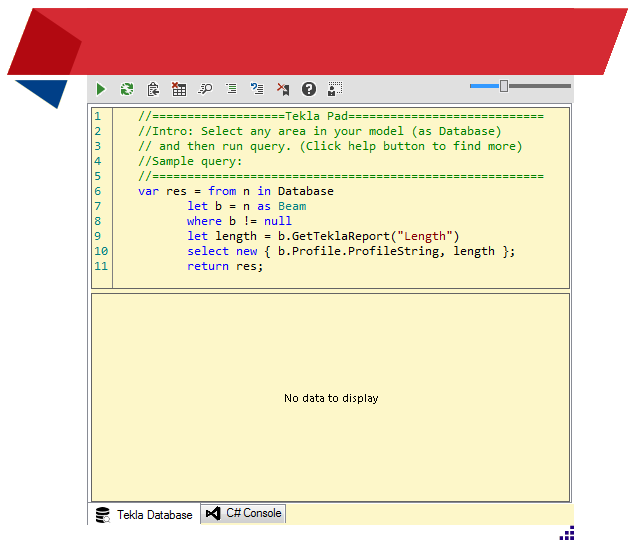 1 //===================Tekla Pad============================
2 //Intro: Select any area in your model (as Database)
3 // and then run query. (Click help button to find more)
4 //Sample query:
5 //========================================================
6 var res = from n in Database
7 let b = n as Beam
8 where b != null
9 let length = b.GetTeklaReport("Length")
10 select new { b.Profile.ProfileString, length };
11 return res;
No data to display
Tekla Database C# Console